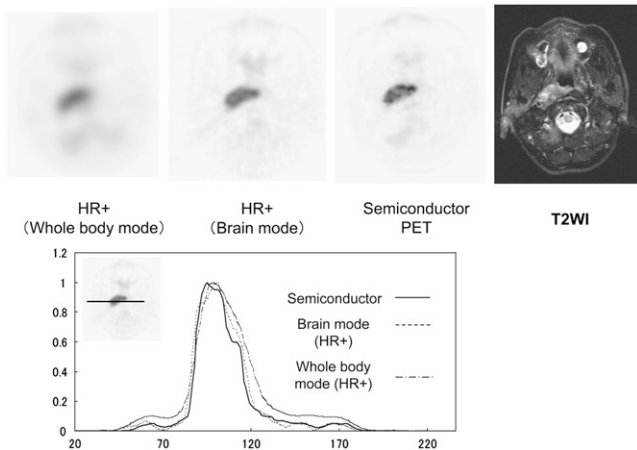 HR+
（Whole body mode）
HR+
（Brain mode）
Semiconductor
PET
T2WI
1.2
1
0.8
0.6
0.4
0.2
0
20
70
120
170
220
Semiconductor
Brain mode
(HR+)
Whole body
mode (HR+)